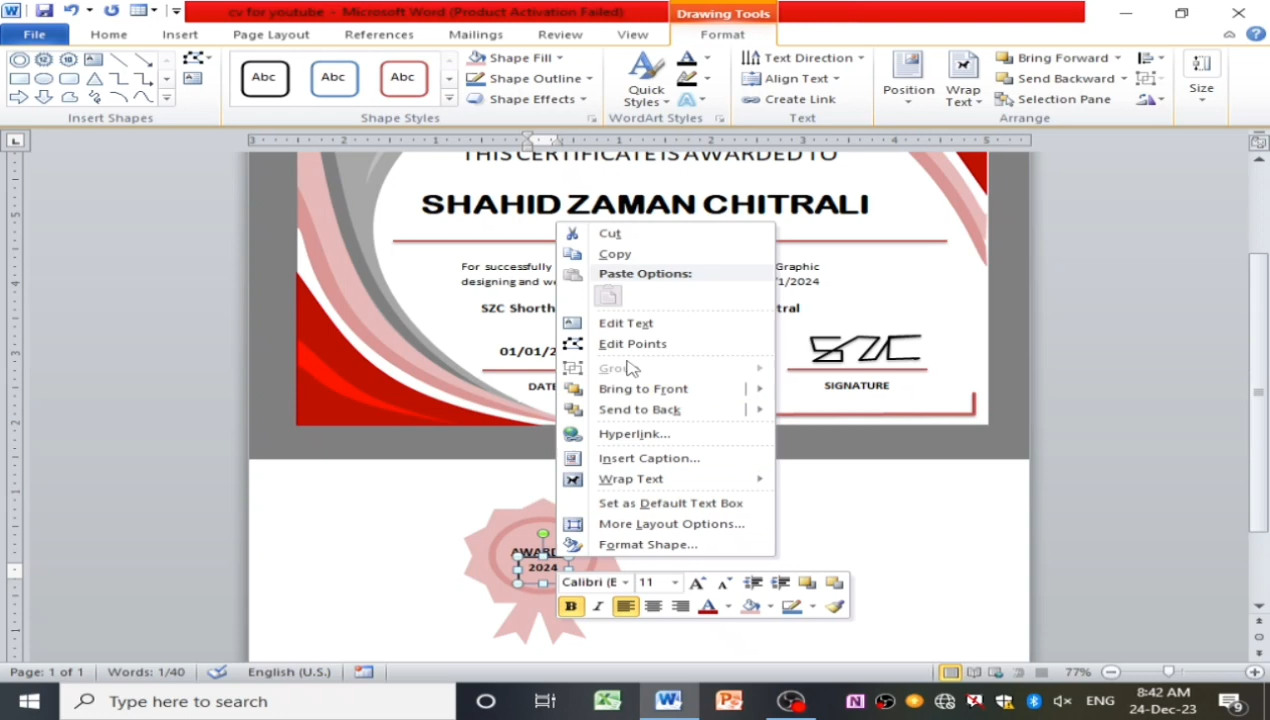 cv for youtube - Microsoft Word (Product Activation Failed)
Drawing Tools
File Home Insert Page Layout References Mailings Review View Format
Abc Abc Abc
Shape Fill
Shape Outline
Shape Effects
Quick Styles
Text Direction
Align Text
Create Link
Position
Wrap Text
Bring Forward
Send Backward
Selection Pane
Size
Insert Shapes
Shape Styles
WordArt Styles
Text
Arrange
THIS CERTIFICATE IS AWARDED TO
SHAHID ZAMAN CHITRALI
For successfully
Graphic
designing and we
1/2024
SZC Shorth
tral
01/01/2
DATE
SZC
SIGNATURE
Cut
Copy
Paste Options:
Edit Text
Edit Points
Bring to Front
Send to Back
Hyperlink...
Insert Caption...
Wrap Text
Set as Default Text Box
More Layout Options...
Format Shape...
AWARD
2024
Calibri (E 11
B I
Page: 1 of 1 Words: 1/40 English (U.S.) 77%
Type here to search
ENG
8:42 AM
24-Dec-23